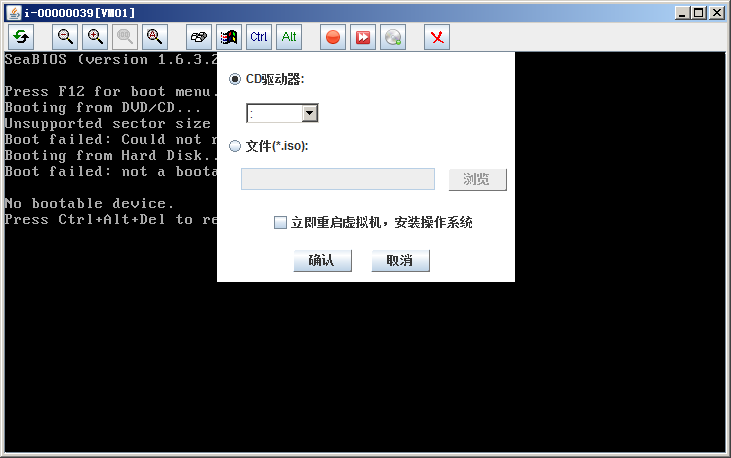 i-00000039[VM01]
Ctrl Alt
SeaBIOS (version 1.6.3.2
Press F12 for boot menu.
Booting from DVD/CD...
Unsupported sector size
Boot failed: Could not r
Booting from Hard Disk..
Boot failed: not a boota
No bootable device.
Press Ctrl+Alt+Del to re
CD驱动器:
:
文件(*.iso):
浏览
立即重启虚拟机，安装操作系统
确认 取消